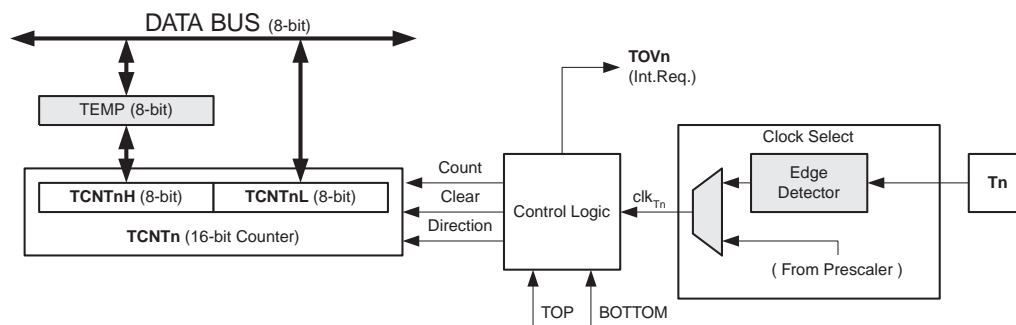 DATA BUS (8-bit)
TOVn
(Int.Req.)
TEMP (8-bit)
Clock Select
Count
Edge
Detector
Tn
TCNTnH (8-bit)
TCNTnL (8-bit)
Clear
Control Logic
clkTn
TCNTn (16-bit Counter)
Direction
( From Prescaler )
TOP
BOTTOM